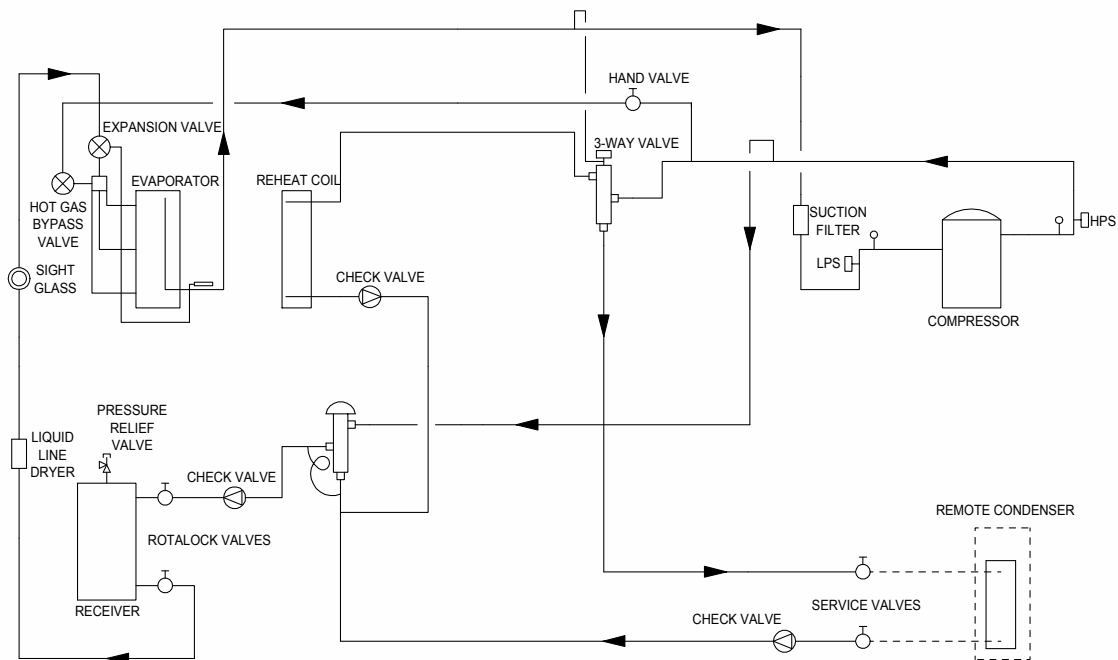 HAND VALVE
EXPANSION VALVE
3-WAY VALVE
EVAPORATOR
REHEAT COIL
HOT GAS
BYPASS
VALVE
SUCTION
FILTER
HPS
LPS
SIGHT
GLASS
CHECK VALVE
COMPRESSOR
PRESSURE
RELIEF
VALVE
LIQUID
LINE
DRYER
CHECK VALVE
REMOTE CONDENSER
ROTALOCK VALVES
RECEIVER
SERVICE VALVES
CHECK VALVE